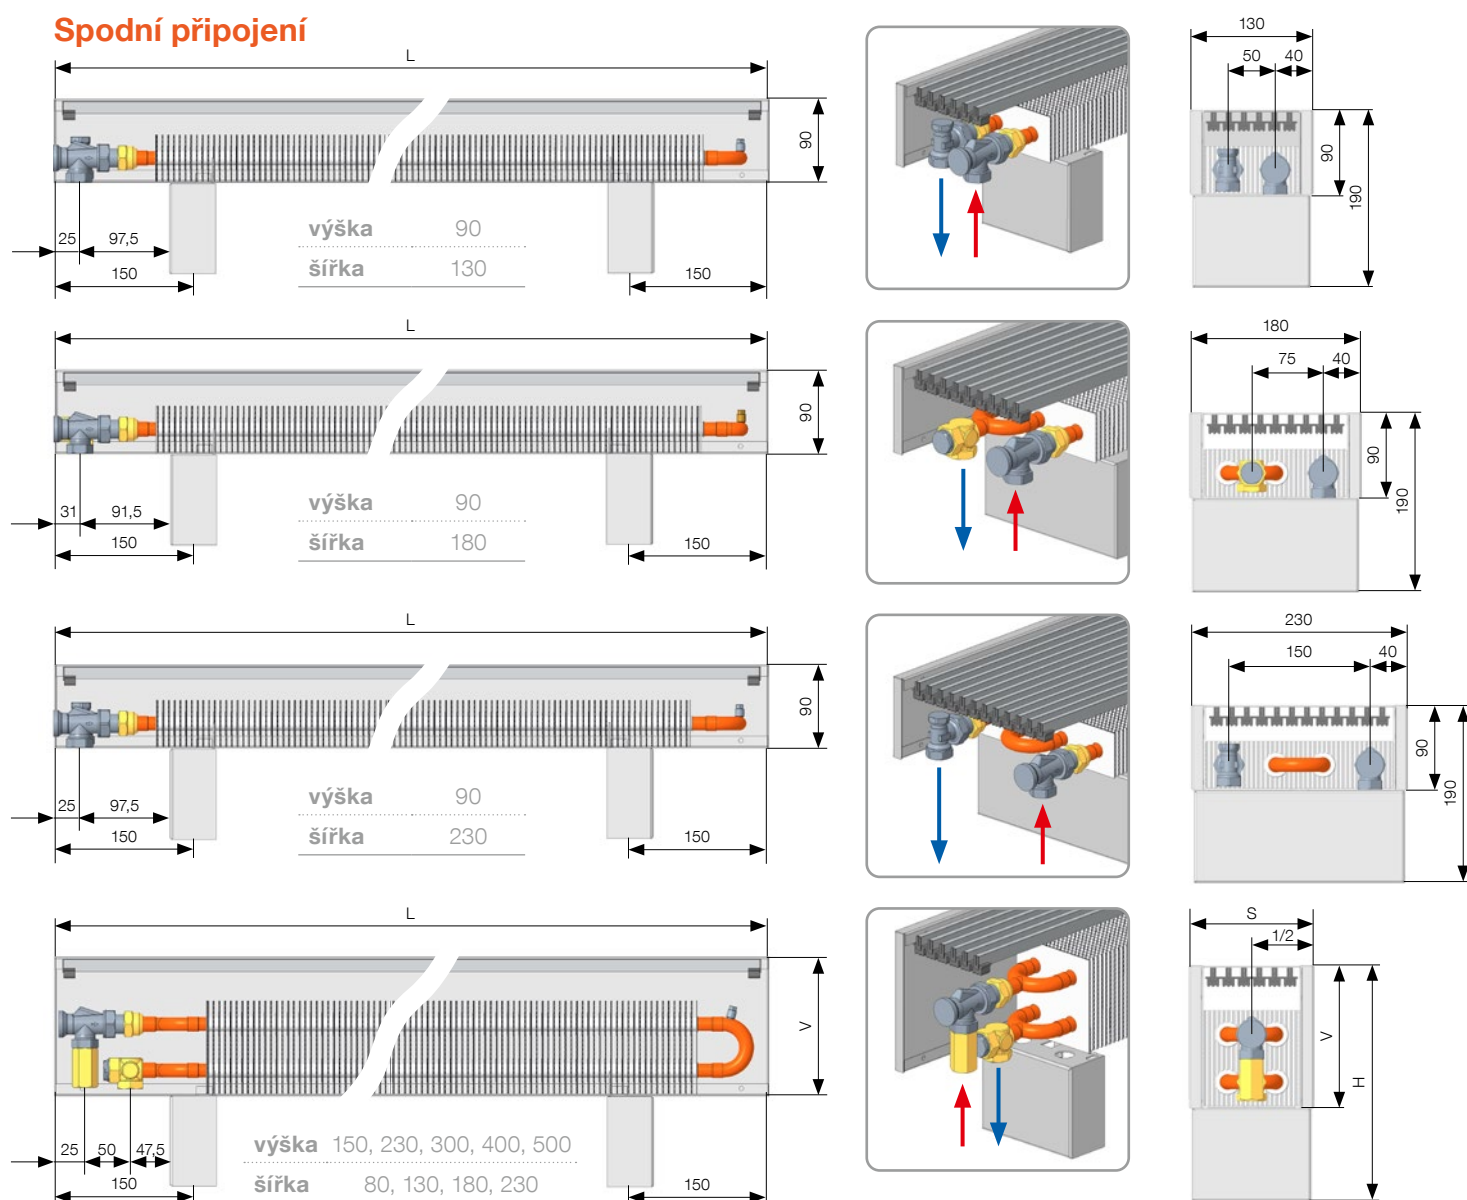 Spodní připojení
L
90
25
97,5
150
150
výška 90
šířka 130
130
50
40
90
190
L
90
31
91,5
150
150
výška 90
šířka 180
180
75
40
90
190
L
90
25
97,5
150
150
výška 90
šířka 230
230
150
40
90
190
L
V
25
50
47,5
150
150
výška 150, 230, 300, 400, 500
šířka 80, 130, 180, 230
S
1/2
V
H